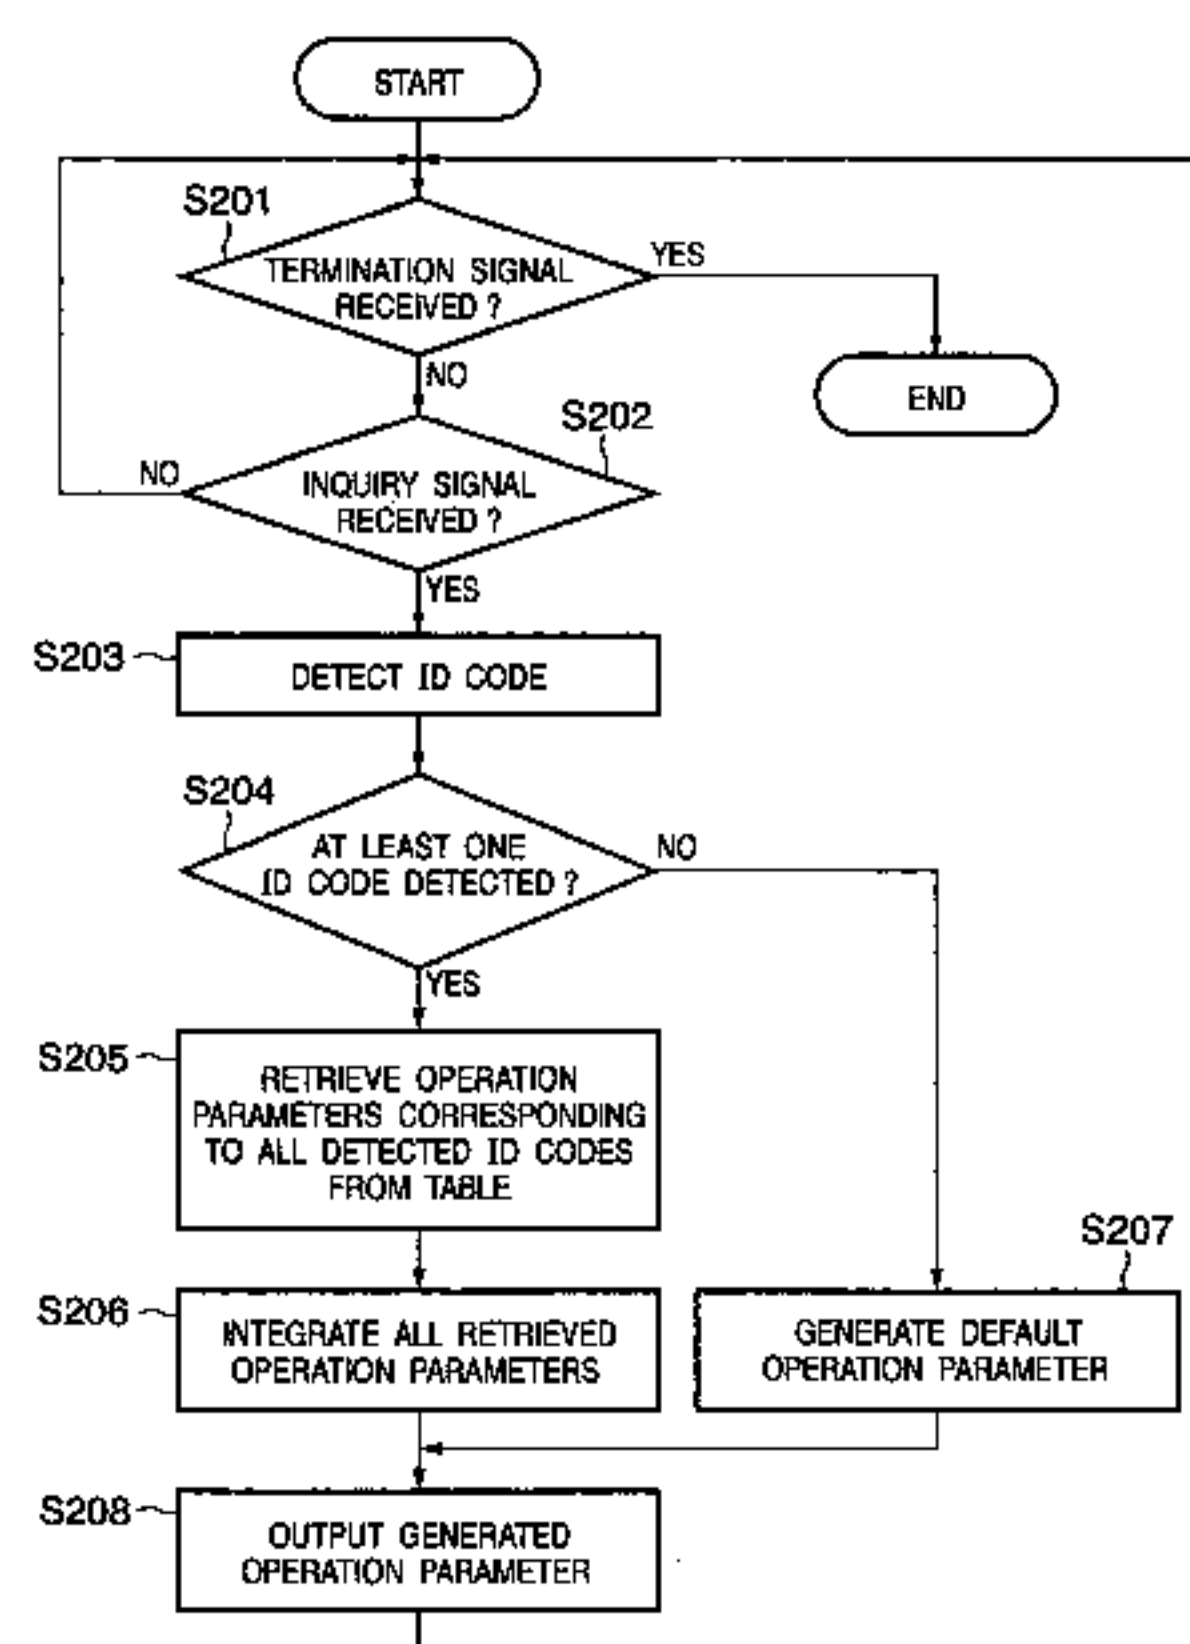 START
S201
TERMINATION SIGNAL
RECEIVED ?
YES
NO
END
S202
INQUIRY SIGNAL
RECEIVED ?
NO
YES
S203
DETECT ID CODE
S204
AT LEAST ONE
ID CODE DETECTED ?
NO
YES
S205
RETRIEVE OPERATION
PARAMETERS CORRESPONDING
TO ALL DETECTED ID CODES
FROM TABLE
S206
INTEGRATE ALL RETRIEVED
OPERATION PARAMETERS
S207
GENERATE DEFAULT
OPERATION PARAMETER
S208
OUTPUT GENERATED
OPERATION PARAMETER